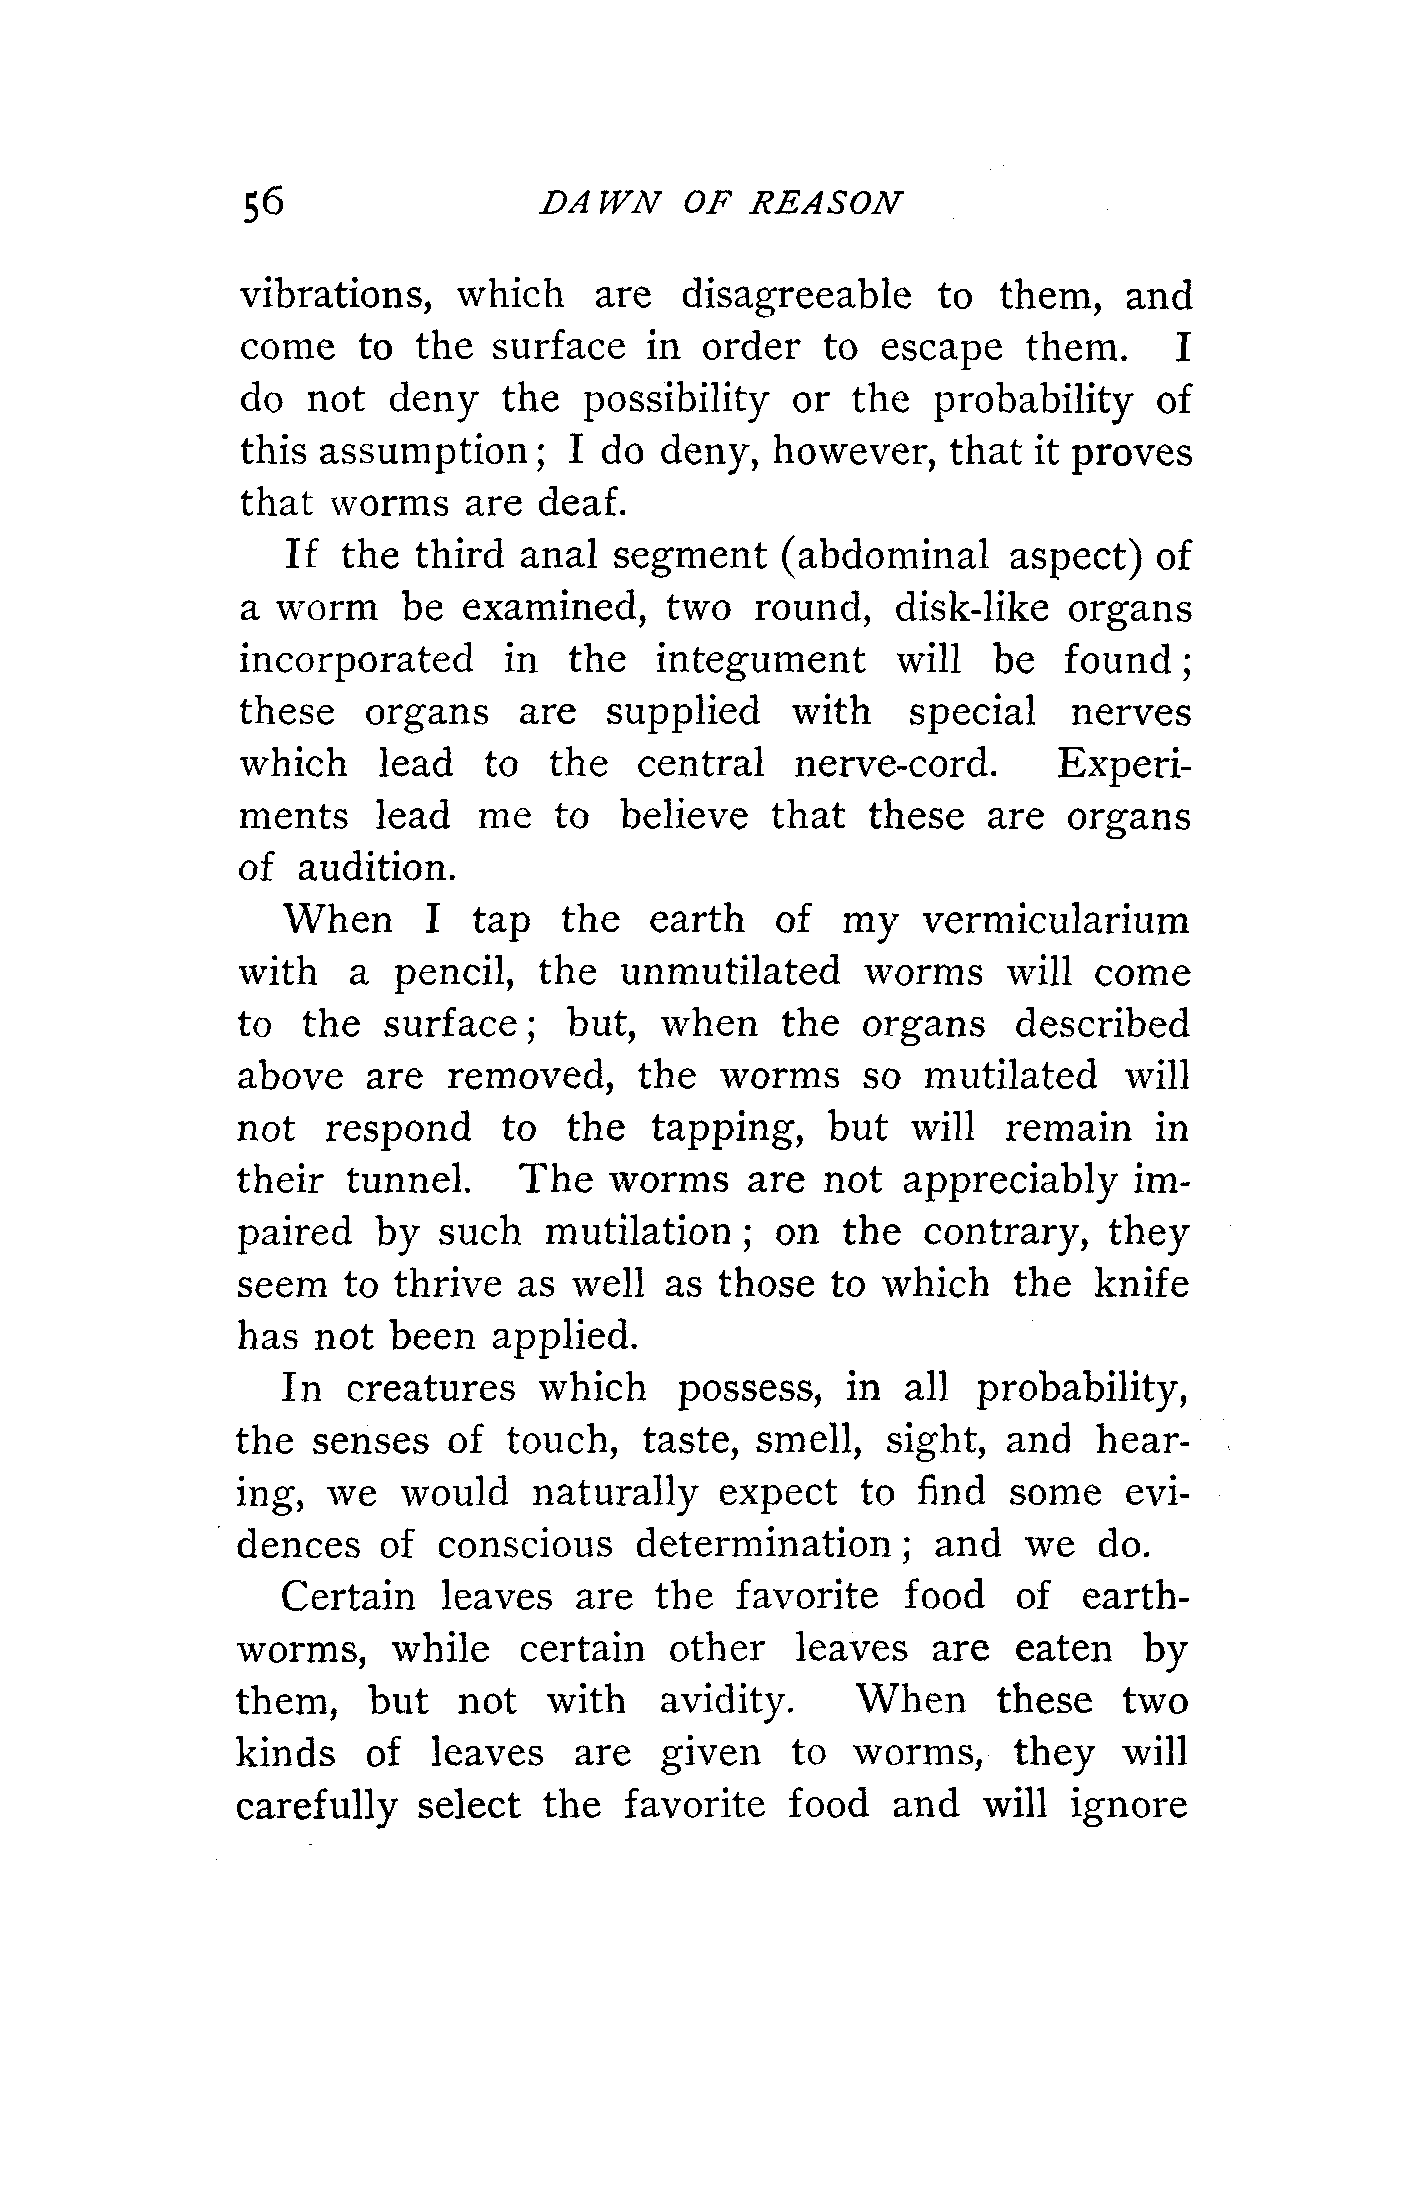 56 DAWN OF REASON
vibrations, which are disagreeable to them, and
come to the surface in order to escape them. I
do not deny the possibility or the probability of
this assumption; I do deny, however, that it proves
that worms are deaf.
If the third anal segment (abdominal aspect) of
a worm be examined, two round, disk-like organs
incorporated in the integument will be found;
these organs are supplied with special nerves
which lead to the central nerve-cord. Experi-
ments lead me to believe that these are organs
of audition.
When I tap the earth of my vermicularium
with a pencil, the unmutilated worms will come
to the surface; but, when the organs described
above are removed, the worms so mutilated will
not respond to the tapping, but will remain in
their tunnel. The worms are not appreciably im-
paired by such mutilation; on the contrary, they
seem to thrive as well as those to which the knife
has not been applied.
In creatures which possess, in all probability,
the senses of touch, taste, smell, sight, and hear-
ing, we would naturally expect to find some evi-
dences of conscious determination; and we do.
Certain leaves are the favorite food of earth-
worms, while certain other leaves are eaten by
them, but not with avidity. When these two
kinds of leaves are given to worms, they will
carefully select the favorite food and will ignore